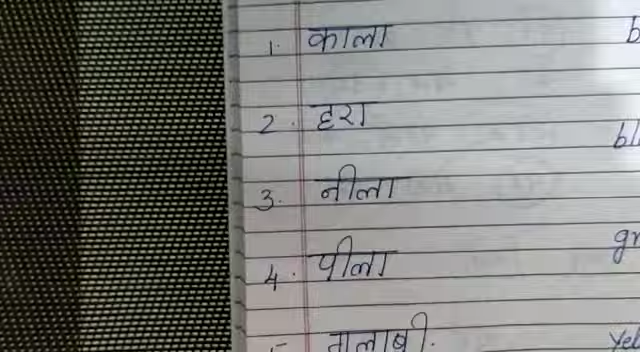 1. काला b
2. हरा bl
3. नीला
gr
4. पीला
गुलाबी. Yel